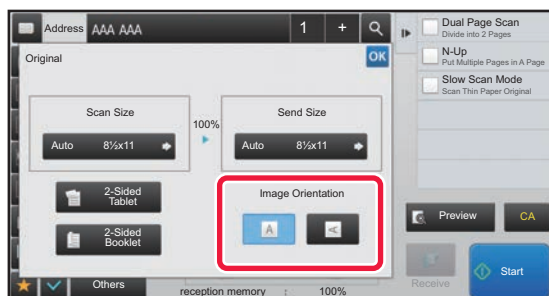 Address AAA AAA 1 +
Original OK
Scan Size
Auto 8½x11
100%
Send Size
Auto 8½x11
2-Sided
Tablet
2-Sided
Booklet
Image Orientation
A
A
Others
reception memory : 100%
Dual Page Scan
Divide into 2 Pages
N-Up
Put Multiple Pages in A Page
Slow Scan Mode
Scan Thin Paper Original
Preview
CA
Receive
Start